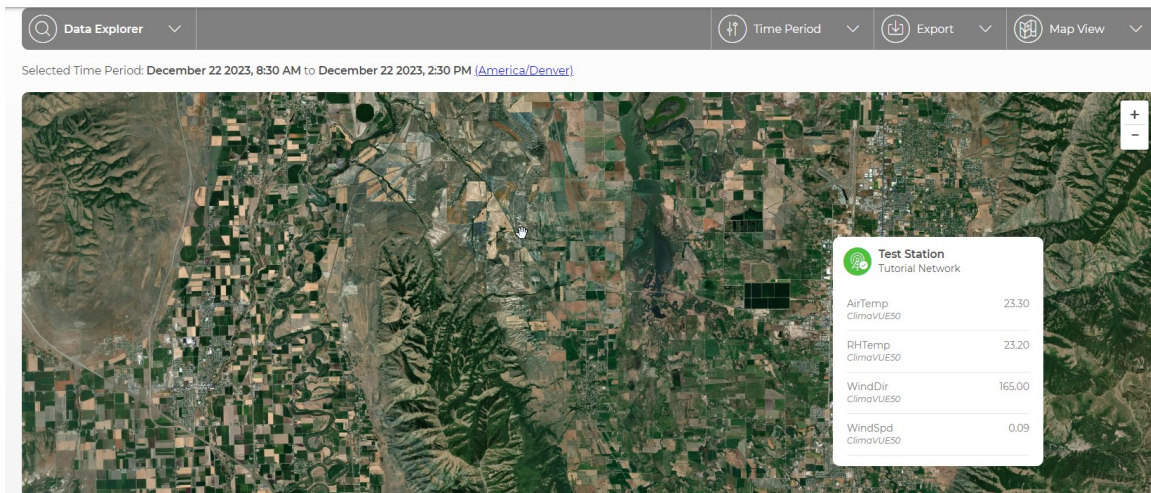 Data Explorer
Time Period
Export
Map View
Selected Time Period: December 22 2023, 8:30 AM to December 22 2023, 2:30 PM (America/Denver)
+
-
Test Station
Tutorial Network
AirTemp 23.30
ClimaVUE50
RHTemp 23.20
ClimaVUE50
WindDir 165.00
ClimaVUE50
WindSpd 0.09
ClimaVUE50